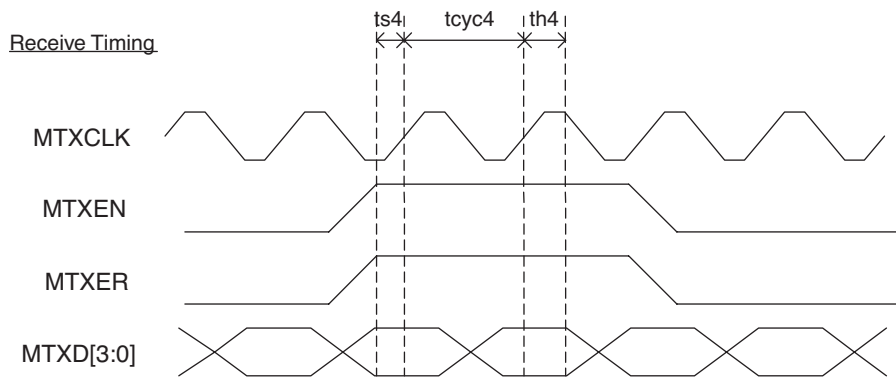 ts4 tcyc4 th4
Receive Timing
MTXCLK
MTXEN
MTXER
MTXD[3:0]